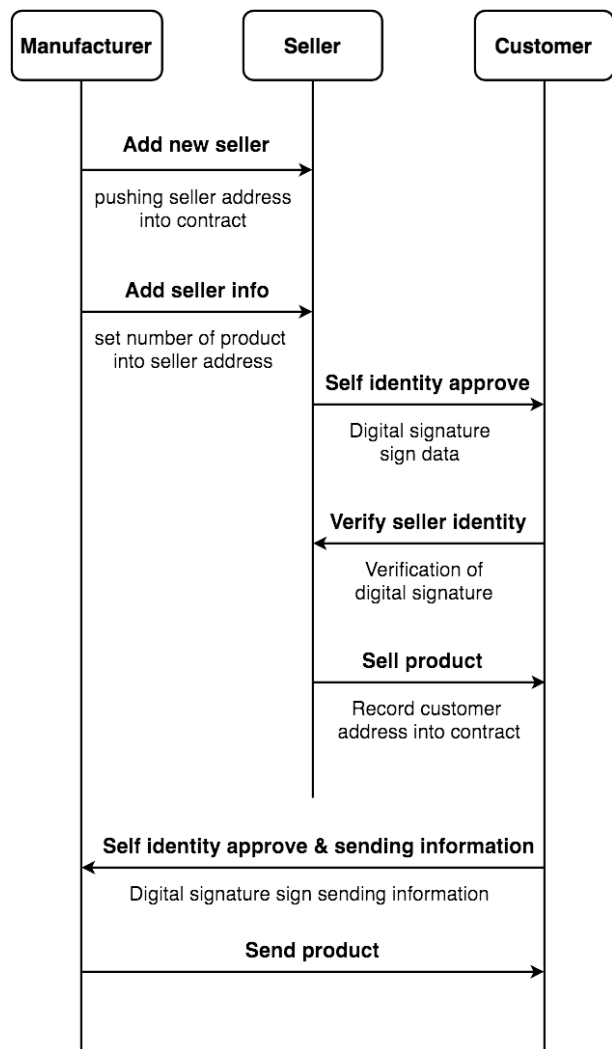 Manufacturer
Seller
Customer
Add new seller
pushing seller address
into contract
Add seller info
set number of product
into seller address
Self identity approve
Digital signature
sign data
Verify seller identity
Verification of
digital signature
Sell product
Record customer
address into contract
Self identity approve & sending information
Digital signature sign sending information
Send product